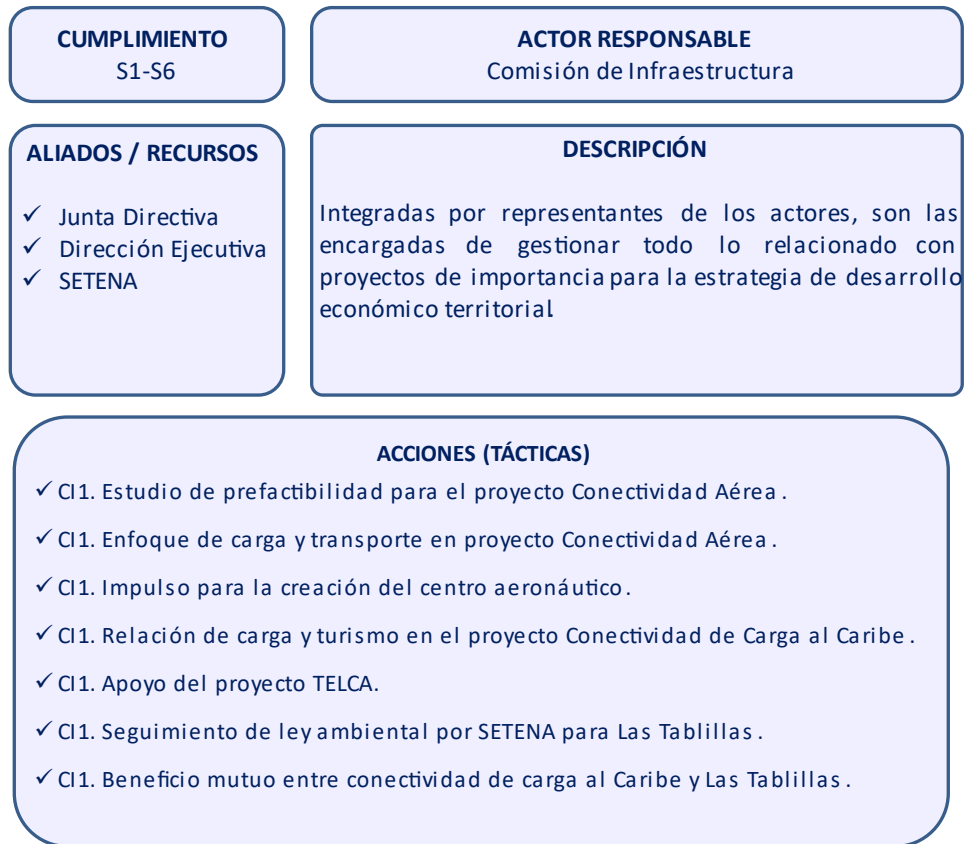 CUMPLIMIENTO
S1-S6
ACTOR RESPONSABLE
Comisión de Infraestructura
ALIADOS / RECURSOS
✓ Junta Directiva
✓ Dirección Ejecutiva
✓ SETENA
DESCRIPCIÓN
Integradas por representantes de los actores, son las
encargadas de gestionar todo lo relacionado con
proyectos de importancia para la estrategia de desarrollo
económico territorial.
ACCIONES (TÁCTICAS)
✓ CI1. Estudio de prefactibilidad para el proyecto Conectividad Aérea.
✓ CI1. Enfoque de carga y transporte en proyecto Conectividad Aérea.
✓ CI1. Impulso para la creación del centro aeronáutico.
✓ CI1. Relación de carga y turismo en el proyecto Conectividad de Carga al Caribe.
✓ CI1. Apoyo del proyecto TELCA.
✓ CI1. Seguimiento de ley ambiental por SETENA para Las Tablillas.
✓ CI1. Beneficio mutuo entre conectividad de carga al Caribe y Las Tablillas.